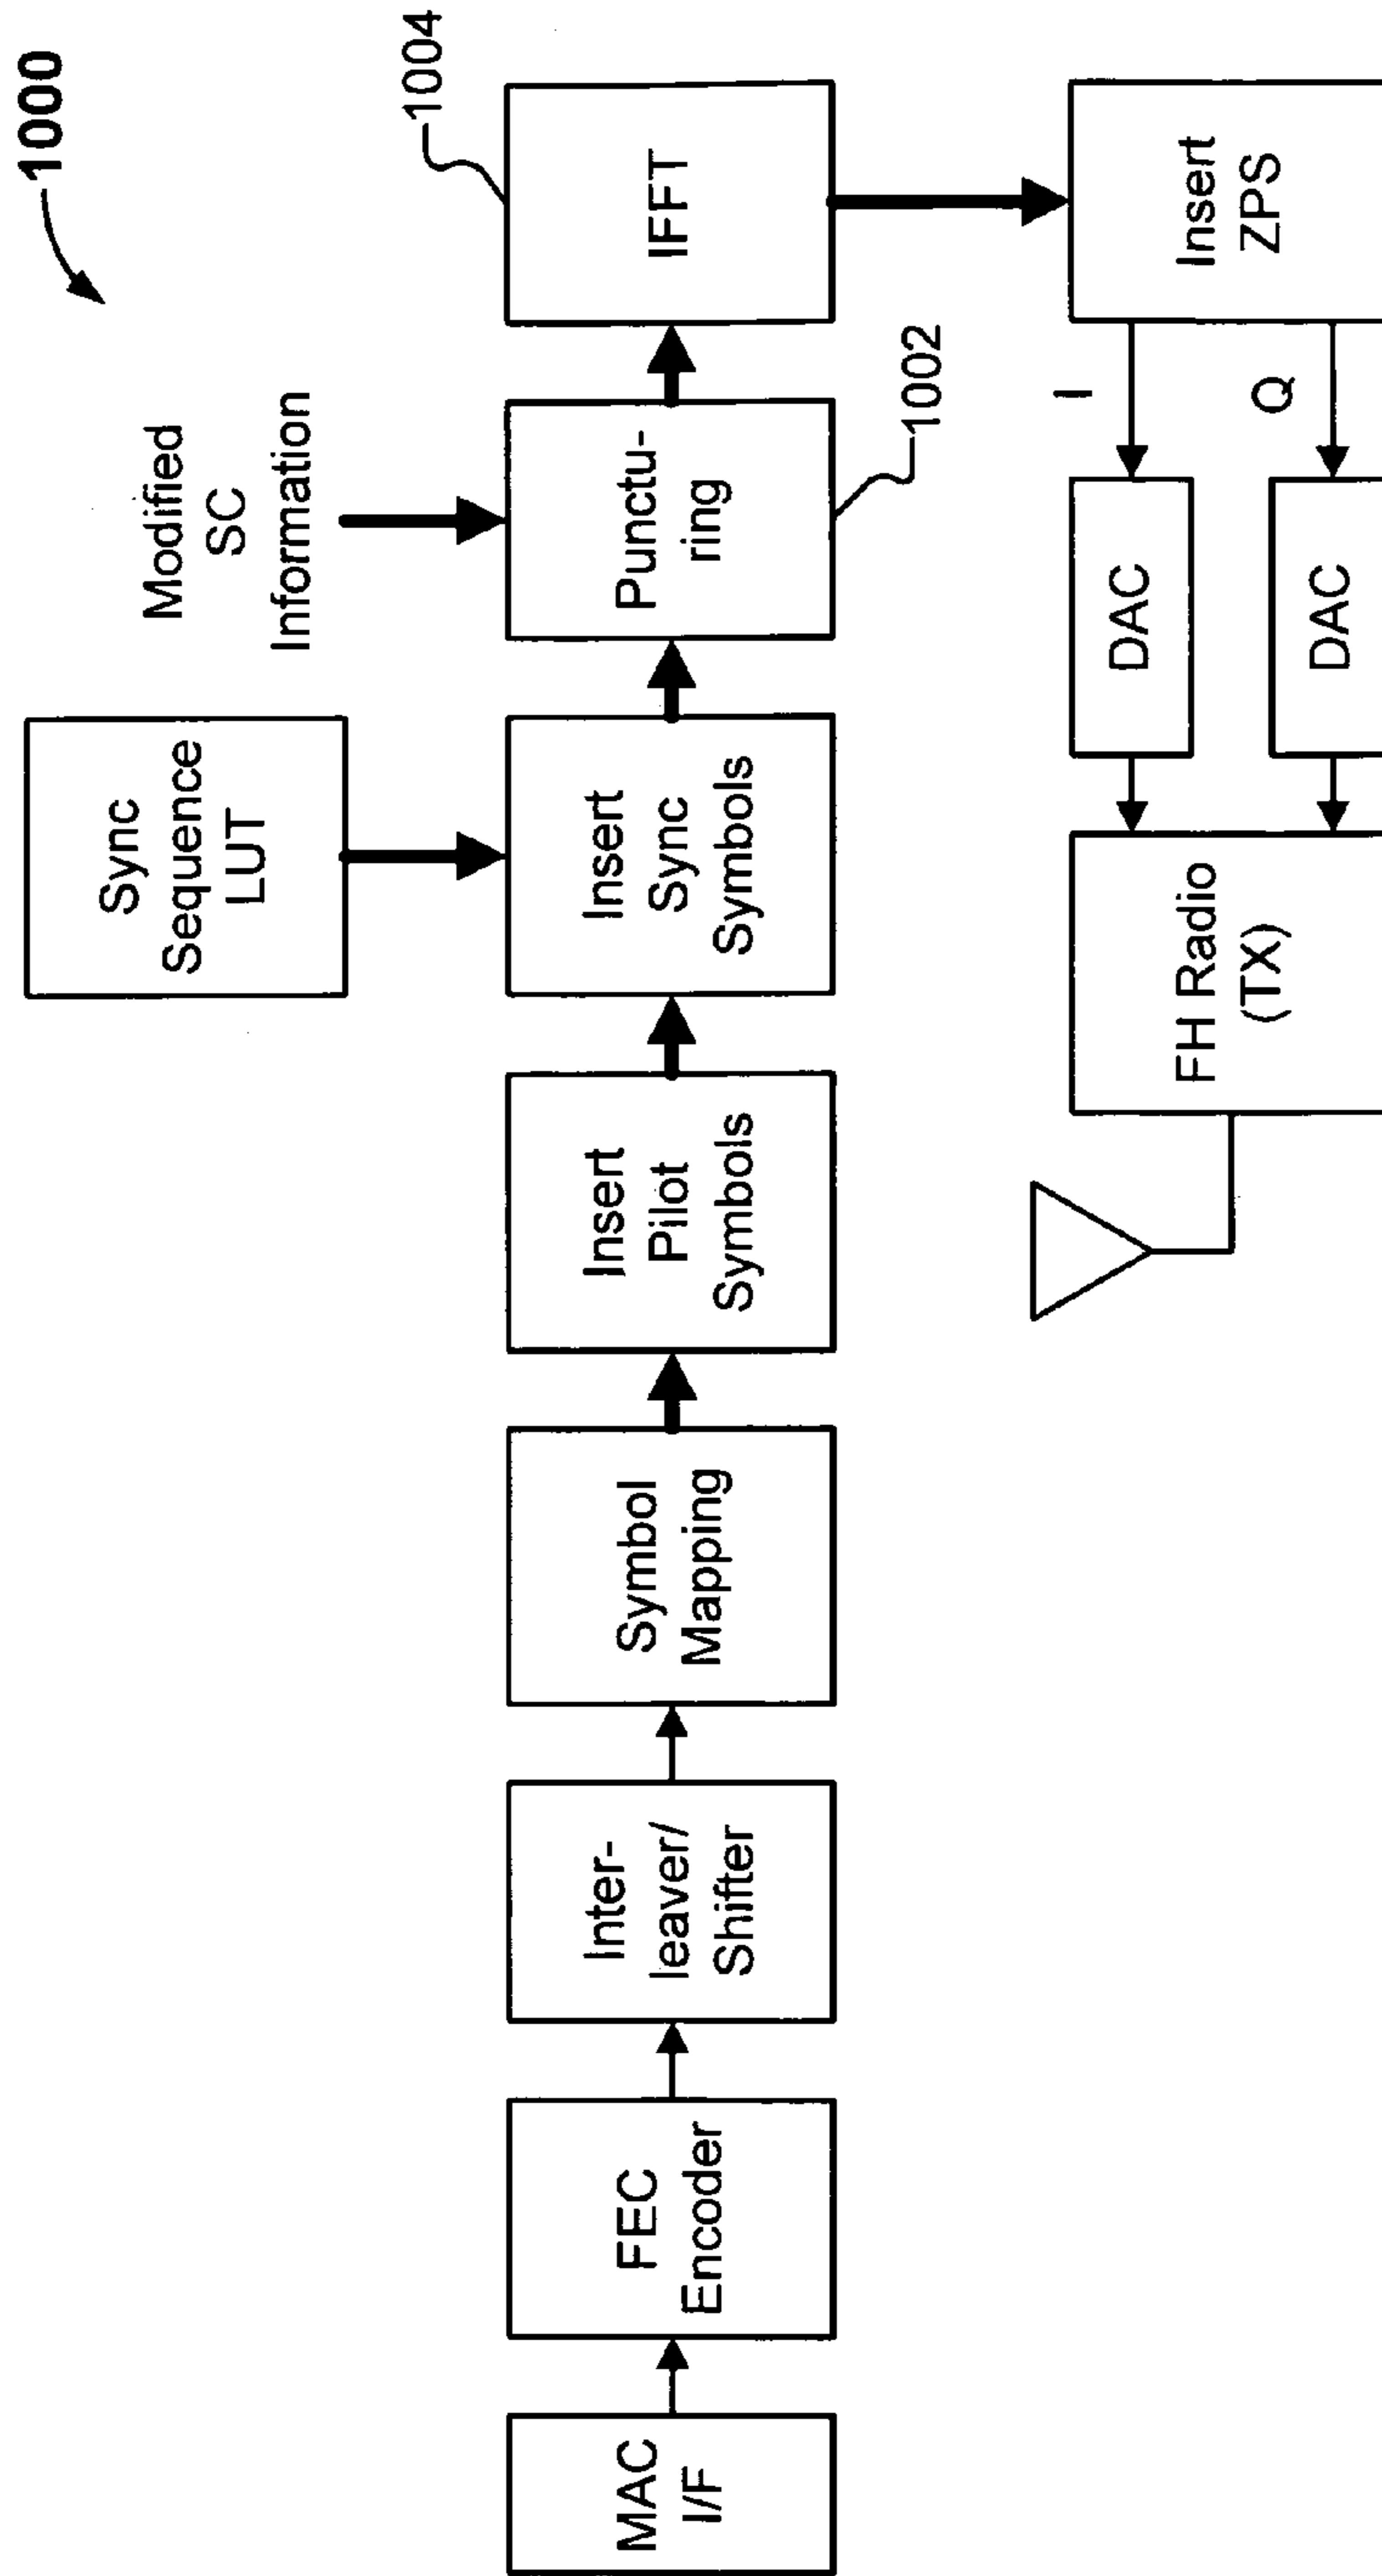 1000
Sync
Sequence
LUT
Modified
SC
Information
MAC
I/F
FEC
Encoder
Inter-
leaver/
Shifter
Symbol
Mapping
Insert
Pilot
Symbols
Insert
Sync
Symbols
Punctu-
ring
1002
IFFT
1004
Insert
ZPS
I
Q
DAC
DAC
FH Radio
(TX)